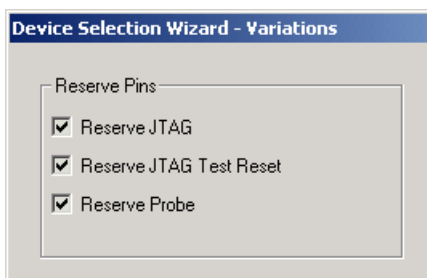 Device Selection Wizard - Variations
Reserve Pins
Reserve JTAG
Reserve JTAG Test Reset
Reserve Probe